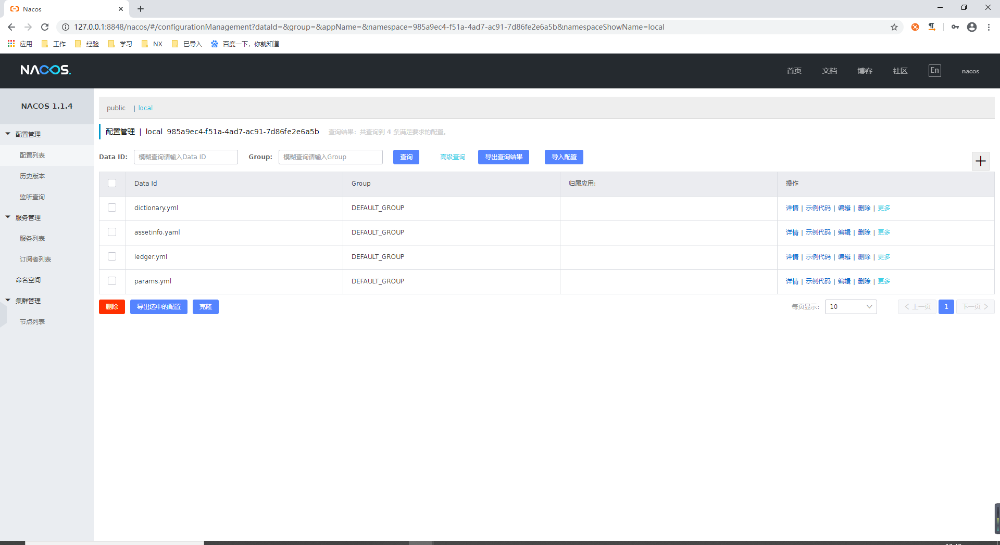 Nacos
127.0.0.1:8848/nacos/#/configurationManagement?dataId=&group=&appName=&namespace=985a9ec4-f51a-4ad7-ac91-7d86fe2e6a5b&namespaceShowName=local
应用 工作 经验 学习 NX 已导入 百度一下，你就知道
NACOS. 首页 文档 博客 社区 En nacos
NACOS 1.1.4
配置管理
配置列表
历史版本
监听查询
服务管理
服务列表
订阅者列表
命名空间
集群管理
节点列表
public | local
配置管理 | local 985a9ec4-f51a-4ad7-ac91-7d86fe2e6a5b 查询结果：共查询到 4 条满足要求的配置。
Data ID: 模糊查询请输入Data ID Group: 模糊查询请输入Group 查询 高级查询 导出查询结果 导入配置
Data Id Group 归属应用: 操作
dictionary.yml DEFAULT_GROUP 详情 | 示例代码 | 编辑 | 删除 | 更多
assetinfo.yaml DEFAULT_GROUP 详情 | 示例代码 | 编辑 | 删除 | 更多
ledger.yml DEFAULT_GROUP 详情 | 示例代码 | 编辑 | 删除 | 更多
params.yml DEFAULT_GROUP 详情 | 示例代码 | 编辑 | 删除 | 更多
删除 导出选中的配置 克隆 每页显示: 10 上一页 1 下一页